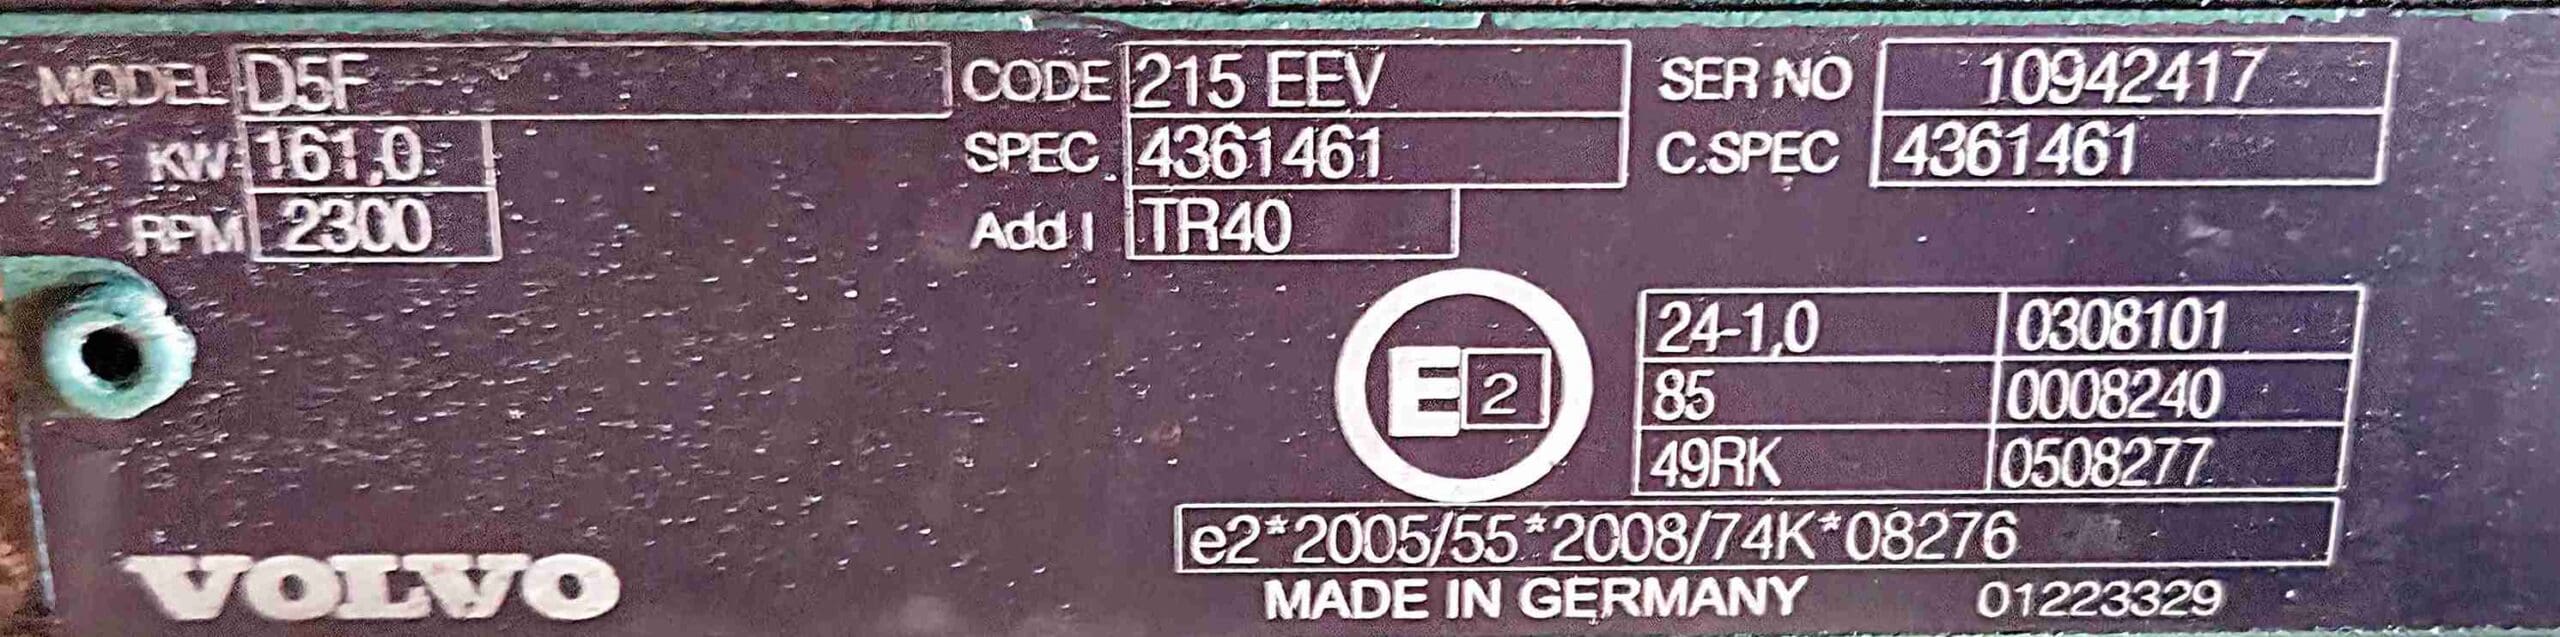 MODEL D5F CODE 215 EEV SER NO 10942417
KW 161,0 SPEC 4361461 C.SPEC 4361461
RPM 2300 Add I TR40
24-1,0 0308101
E 2 85 0008240
49RK 0508277
e2*2005/55*2008/74K*08276
VOLVO MADE IN GERMANY 01223329